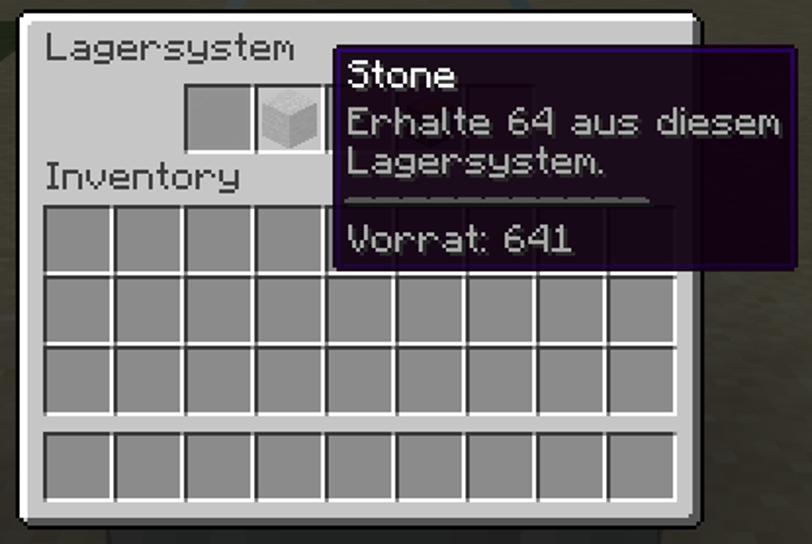 Lagersystem
Stone
Erhalte 64 aus diesem
Lagersystem.
Vorrat: 641
Inventory